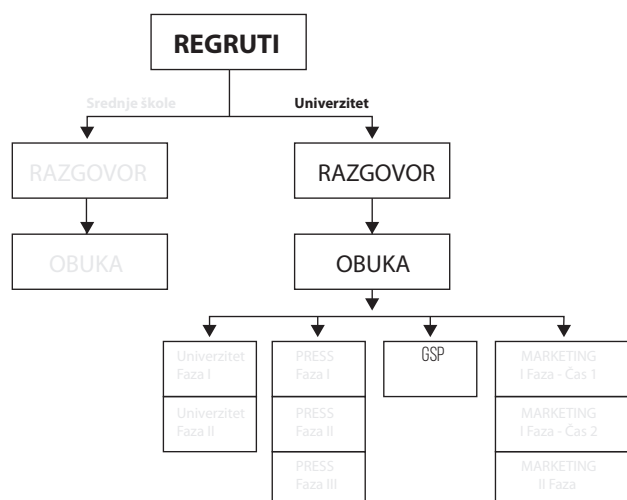 REGRUTI
Srednje škole
Univerzitet
RAZGOVOR
RAZGOVOR
OBUKA
OBUKA
Univerzitet
Faza I
Univerzitet
Faza II
PRESS
Faza I
PRESS
Faza II
PRESS
Faza III
GSP
MARKETING
I Faza - Čas 1
MARKETING
I Faza - Čas 2
MARKETING
II Faza